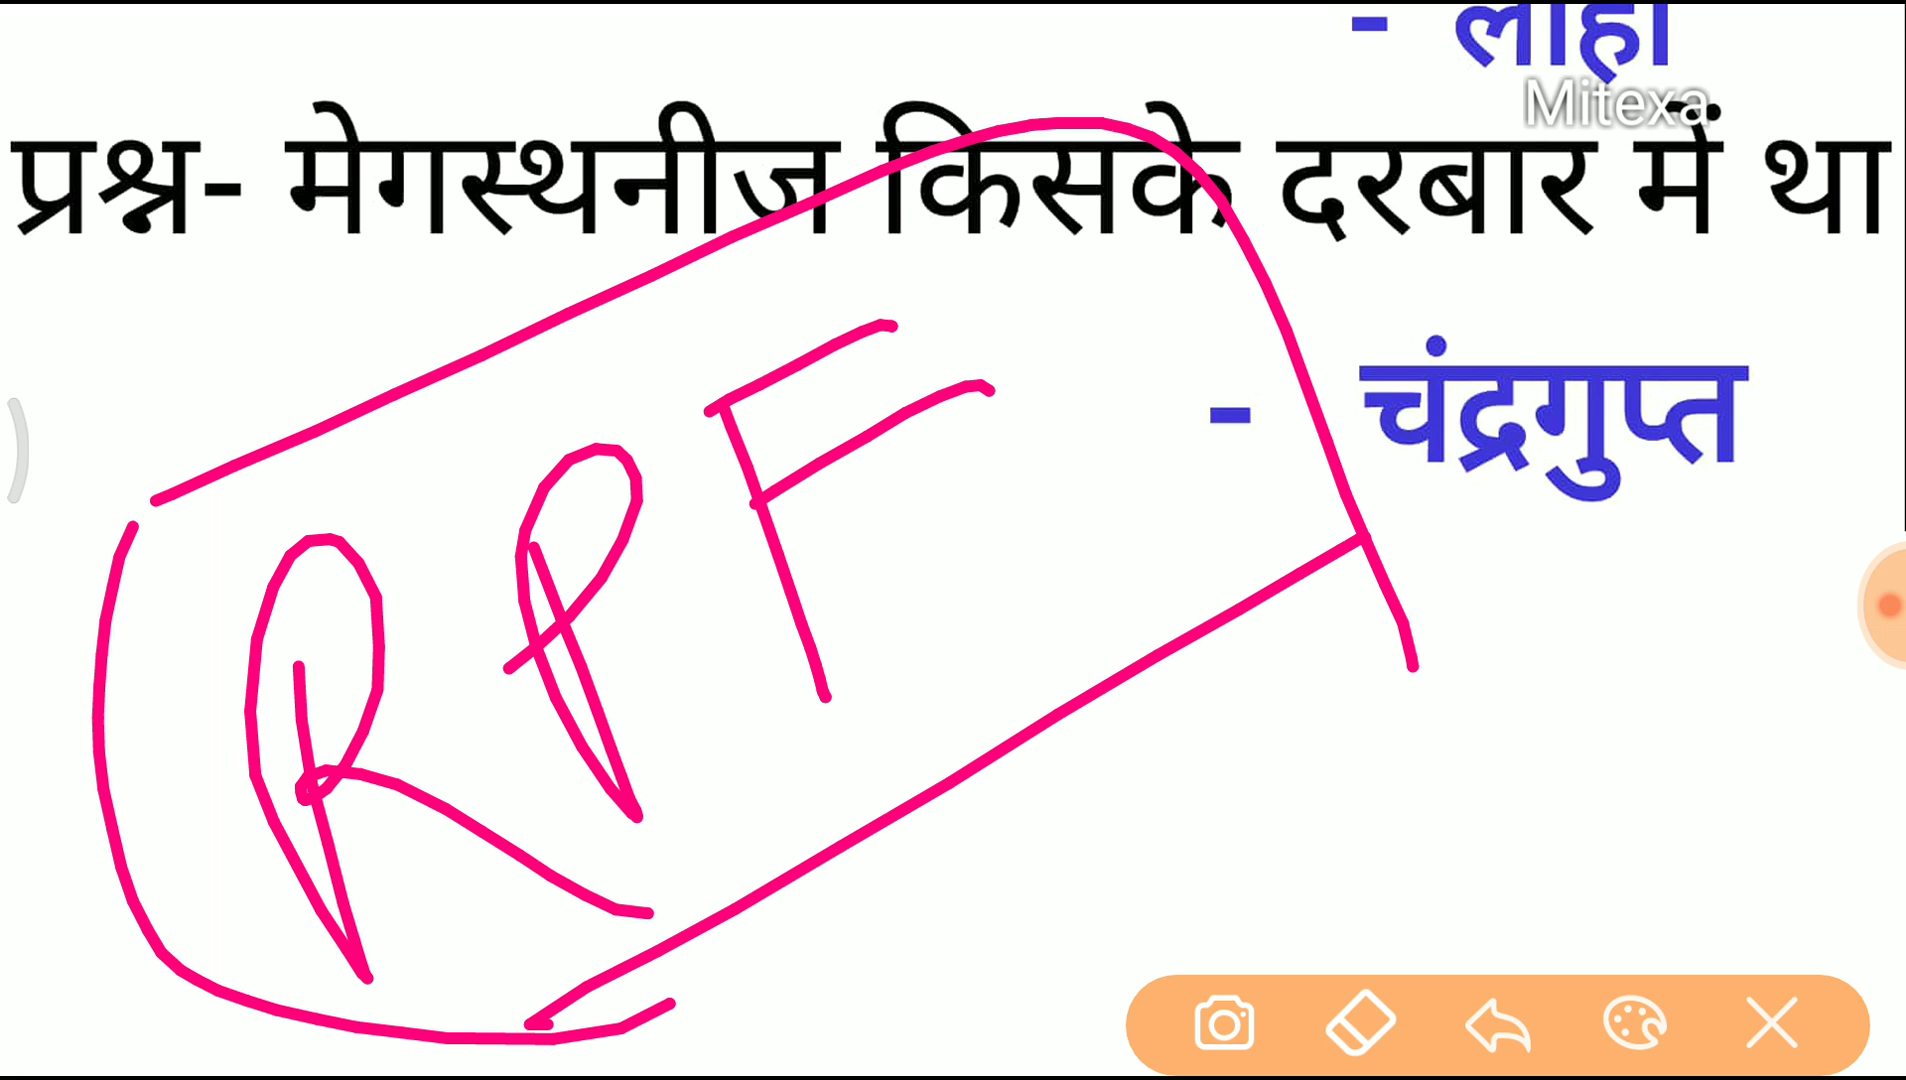 - लोहा
Mitexa
प्रश्न- मेगस्थनीज किसके दरबार में था
- चंद्रगुप्त
RPF